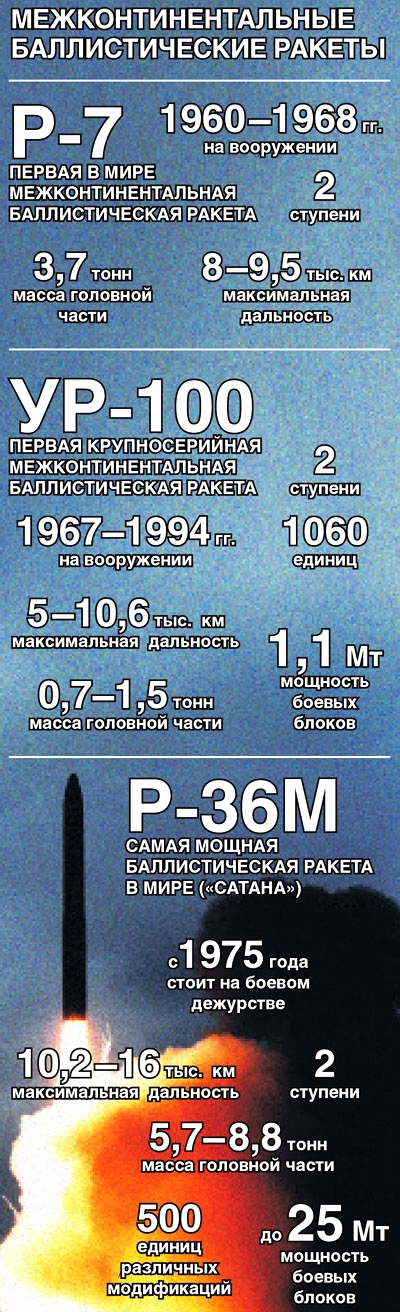 МЕЖКОНТИНЕНТАЛЬНЫЕ
БАЛЛИСТИЧЕСКИЕ РАКЕТЫ
Р-7
1960–1968 гг.
на вооружении
ПЕРВАЯ В МИРЕ
МЕЖКОНТИНЕНТАЛЬНАЯ
БАЛЛИСТИЧЕСКАЯ РАКЕТА
2
ступени
3,7 тонн
масса головной
части
8–9,5 тыс. км
максимальная
дальность
УР-100
ПЕРВАЯ КРУПНОСЕРИЙНАЯ
МЕЖКОНТИНЕНТАЛЬНАЯ
БАЛЛИСТИЧЕСКАЯ РАКЕТА
2
ступени
1967–1994 гг.
на вооружении
1060
единиц
5–10,6 тыс. км
максимальная дальность
1,1 Мт
мощность
боевых
блоков
0,7–1,5 тонн
масса головной части
Р-36М
САМАЯ МОЩНАЯ
БАЛЛИСТИЧЕСКАЯ РАКЕТА
В МИРЕ («САТАНА»)
с 1975 года
стоит на боевом
дежурстве
10,2–16 тыс. км
максимальная дальность
2
ступени
5,7–8,8 тонн
масса головной части
500
единиц
различных
модификаций
до 25 Мт
мощность
боевых
блоков